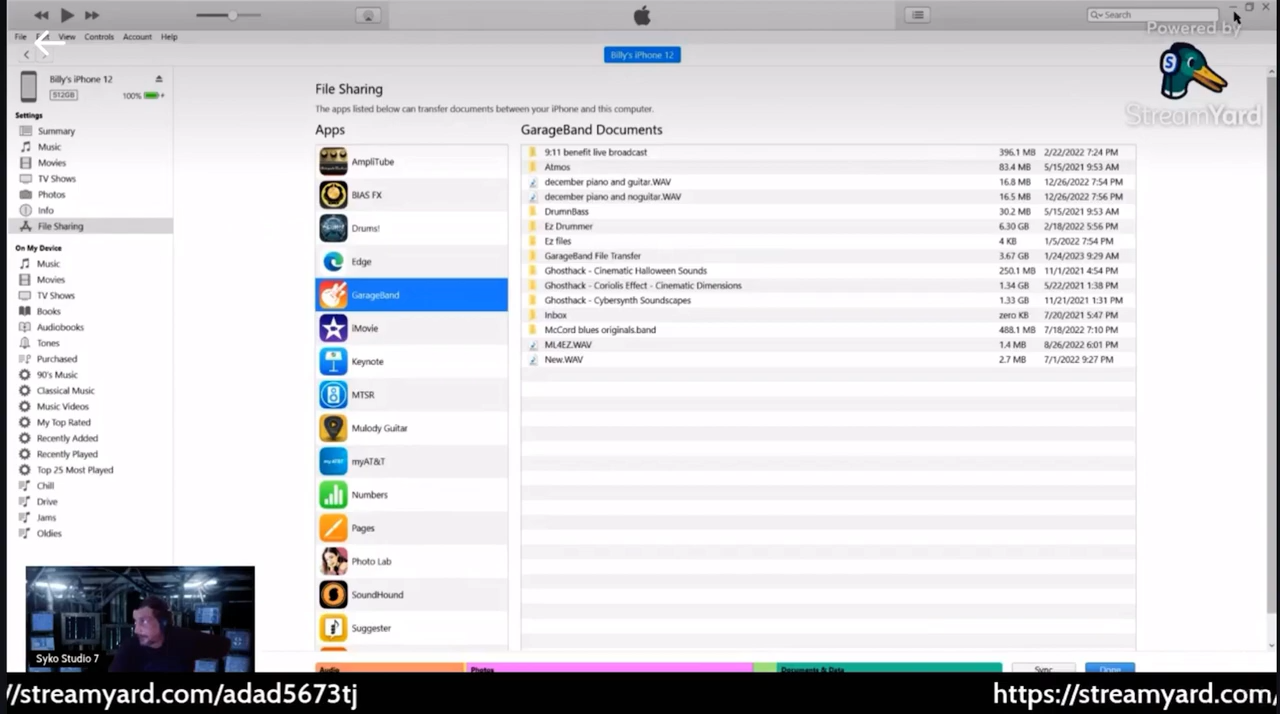 Search
Powered by
File Edit View Controls Account Help
Billy's iPhone 12
StreamYard
Billy's iPhone 12
512GB
100%
Settings
Summary
Music
Movies
TV Shows
Photos
Info
File Sharing
On My Device
Music
Movies
TV Shows
Books
Audiobooks
Tones
Purchased
90's Music
Classical Music
Music Videos
My Top Rated
Recently Added
Recently Played
Top 25 Most Played
Chill
Drive
Jams
Oldies
File Sharing
The apps listed below can transfer documents between your iPhone and this computer.
Apps
AmpliTube
BIAS FX
Drums!
Edge
GarageBand
iMovie
Keynote
MTSR
Mulody Guitar
myAT&T
Numbers
Pages
Photo Lab
SoundHound
Suggester
GarageBand Documents
9:11 benefit live broadcast 396.1 MB 2/22/2022 7:24 PM
Atmos 83.4 MB 5/15/2021 9:53 AM
december piano and guitar.WAV 16.8 MB 12/26/2022 7:54 PM
december piano and noguitar.WAV 16.5 MB 12/26/2022 7:56 PM
DrumnBass 30.2 MB 5/15/2021 9:53 AM
Ez Drummer 6.30 GB 2/18/2022 5:56 PM
Ez files 4 KB 1/5/2022 7:54 PM
GarageBand File Transfer 3.67 GB 1/24/2023 9:29 AM
Ghosthack - Cinematic Halloween Sounds 250.1 MB 11/1/2021 4:54 PM
Ghosthack - Coriolis Effect - Cinematic Dimensions 1.34 GB 5/22/2021 1:38 PM
Ghosthack - Cybersynth Soundscapes 1.33 GB 11/21/2021 1:31 PM
Inbox zero KB 7/20/2021 5:47 PM
McCord blues originals.band 488.1 MB 7/18/2022 7:10 PM
ML4EZ.WAV 1.4 MB 8/26/2022 6:01 PM
New.WAV 2.7 MB 7/1/2022 9:27 PM
Audio Photos Documents & Data Sync Done
Syko Studio 7
//streamyard.com/adad5673tj https://streamyard.com/